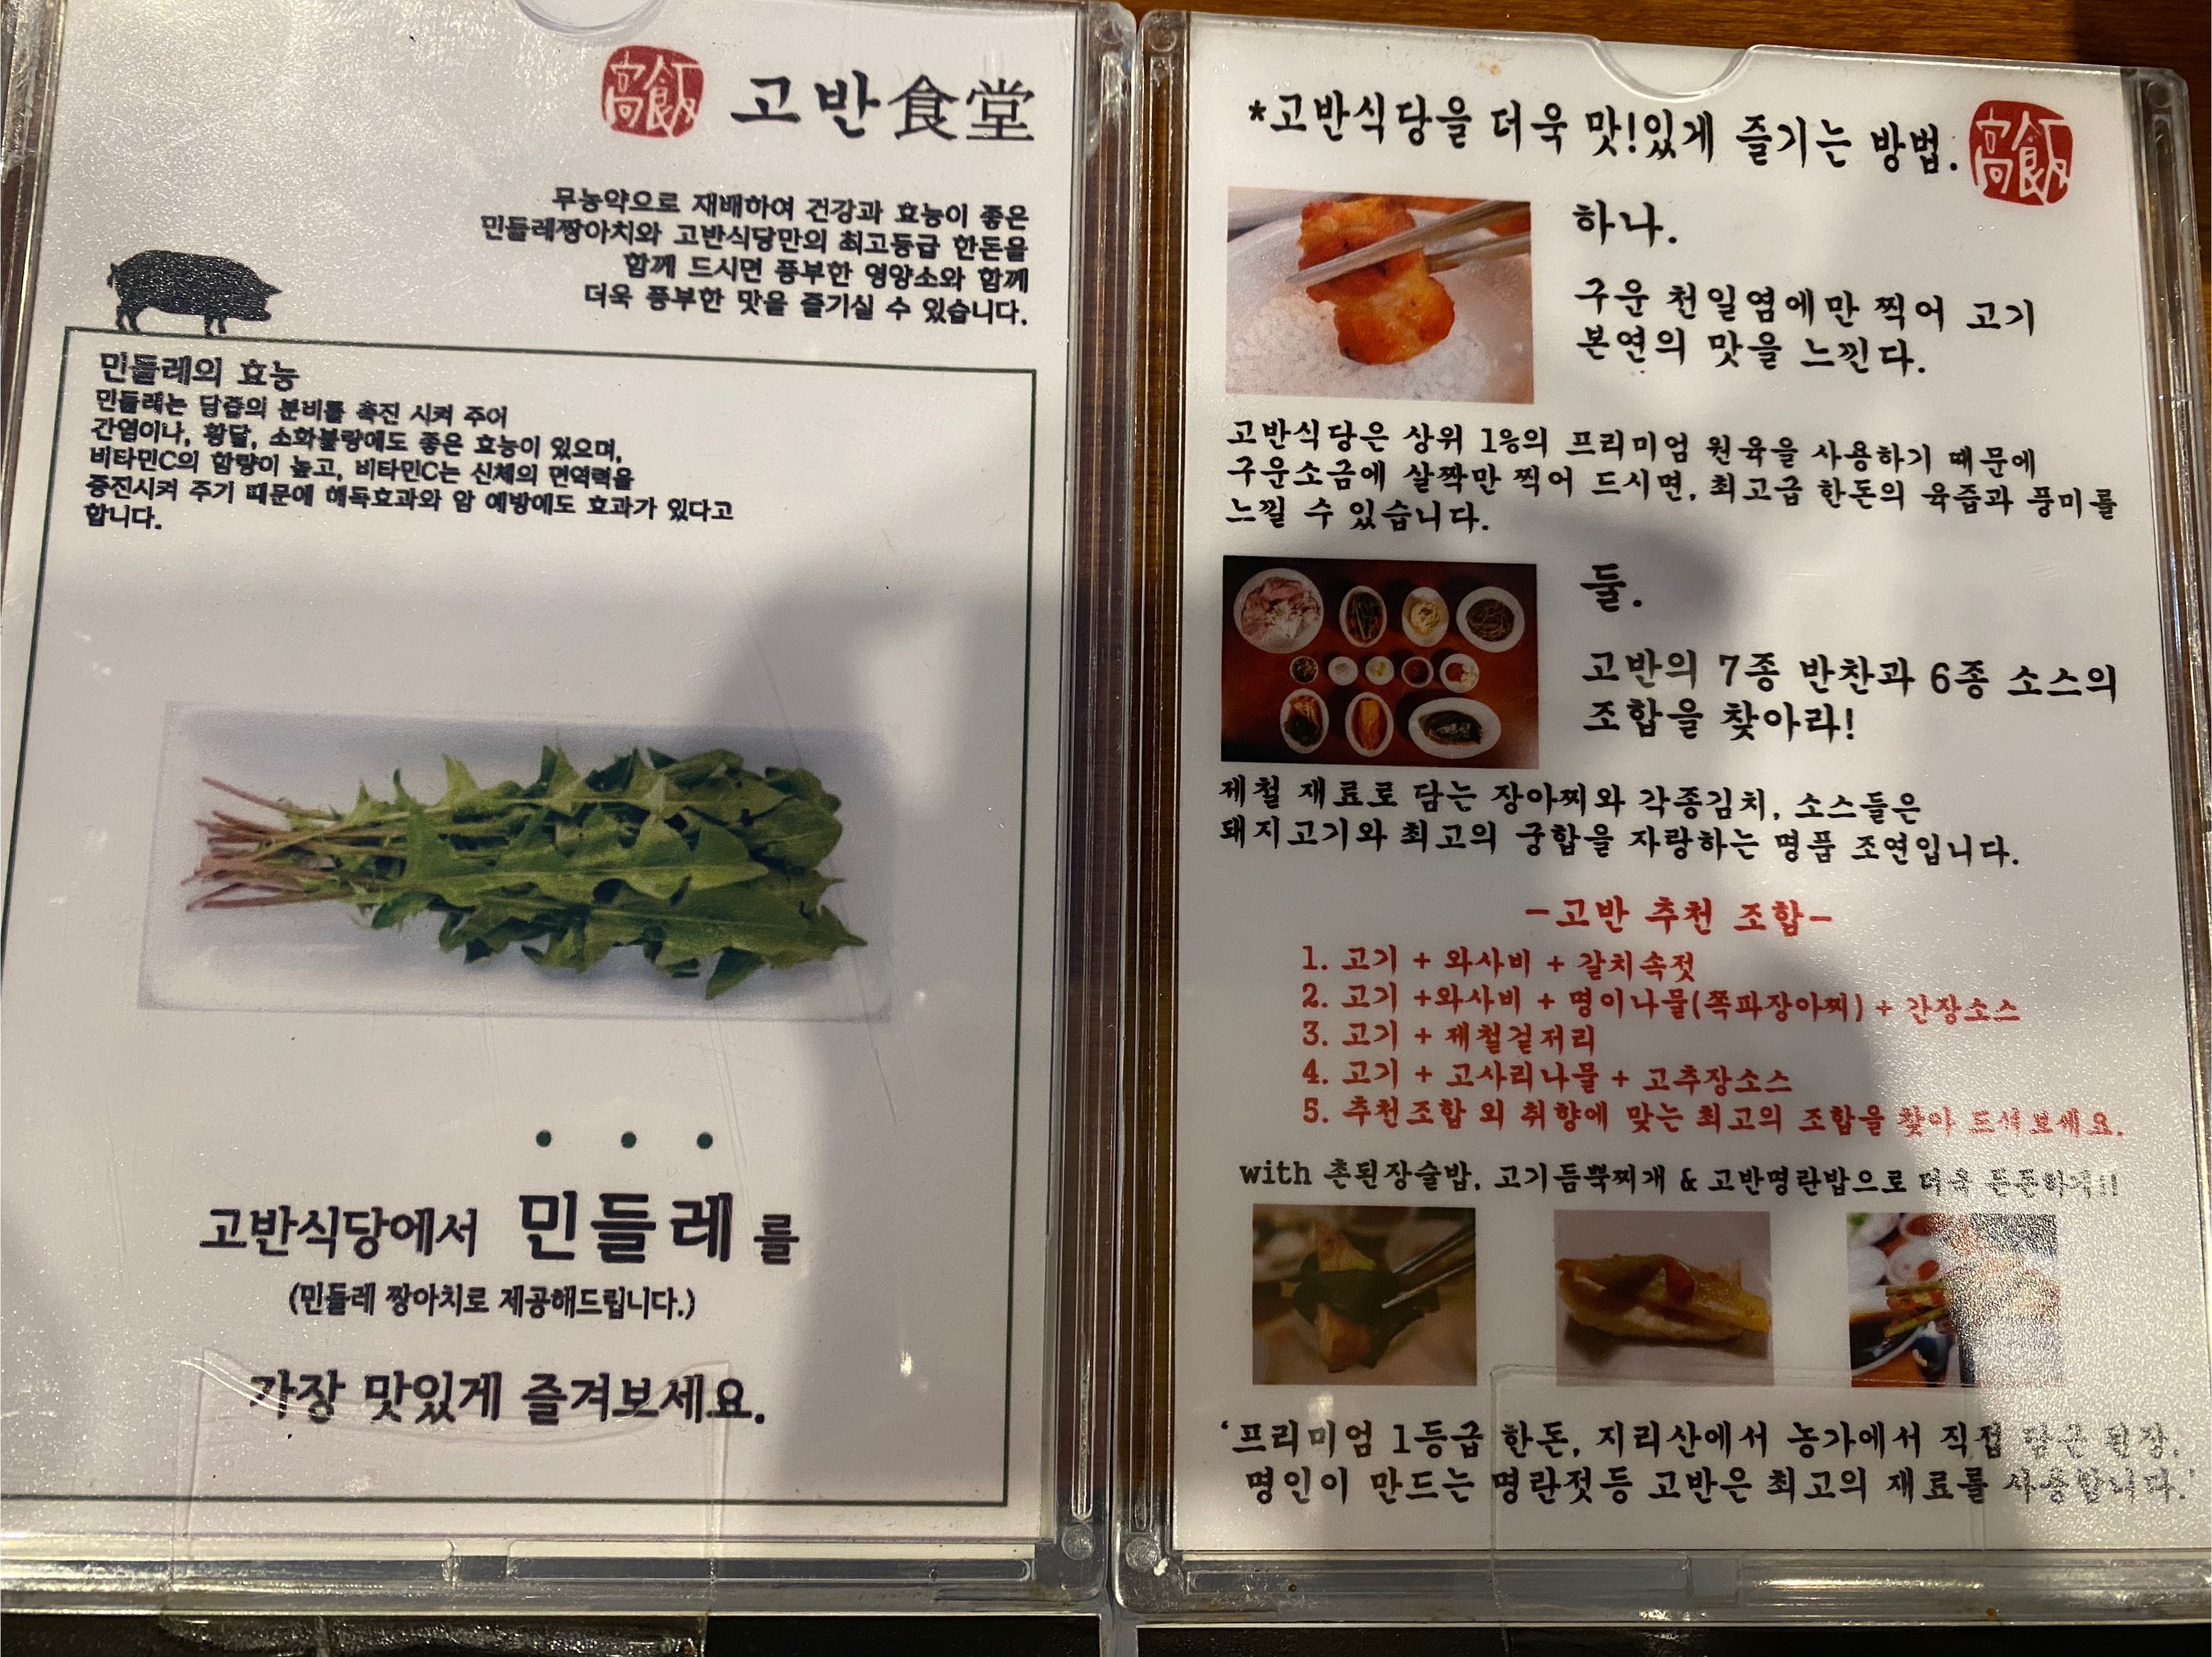 高飯 고반食堂
무농약으로 재배하여 건강과 효능이 좋은
민들레짱아치와 고반식당만의 최고등급 한돈을
함께 드시면 풍부한 영양소와 함께
더욱 풍부한 맛을 즐기실 수 있습니다.
민들레의 효능
민들레는 담즙의 분비를 촉진 시켜 주어
간염이나, 황달, 소화불량에도 좋은 효능이 있으며,
비타민C의 함량이 높고, 비타민C는 신체의 면역력을
증진시켜 주기 때문에 해독효과와 암 예방에도 효과가 있다고
합니다.
고반식당에서 민들레 를
(민들레 짱아치로 제공해드립니다.)
가장 맛있게 즐겨보세요.
*고반식당을 더욱 맛!있게 즐기는 방법. 高飯
하나.
구운 천일염에만 찍어 고기
본연의 맛을 느낀다.
고반식당은 상위 1%의 프리미엄 원육을 사용하기 때문에
구운소금에 살짝만 찍어 드시면, 최고급 한돈의 육즙과 풍미를
느낄 수 있습니다.
둘.
고반의 7종 반찬과 6종 소스의
조합을 찾아라!
제철 재료로 담는 장아찌와 각종김치, 소스들은
돼지고기와 최고의 궁합을 자랑하는 명품 조연입니다.
-고반 추천 조합-
1. 고기 + 와사비 + 갈치속젓
2. 고기 +와사비 + 명이나물(쪽파장아찌) + 간장소스
3. 고기 + 제철겉저리
4. 고기 + 고사리나물 + 고추장소스
5. 추천조합 외 취향에 맞는 최고의 조합을 찾아 드셔보세요.
with 촌된장술밥, 고기듬뿍찌개 & 고반명란밥으로 더욱 든든하게!!
'프리미엄 1등급 한돈, 지리산에서 농가에서 직접 담근 된장,
명인이 만드는 명란젓등 고반은 최고의 재료를 사용합니다.'